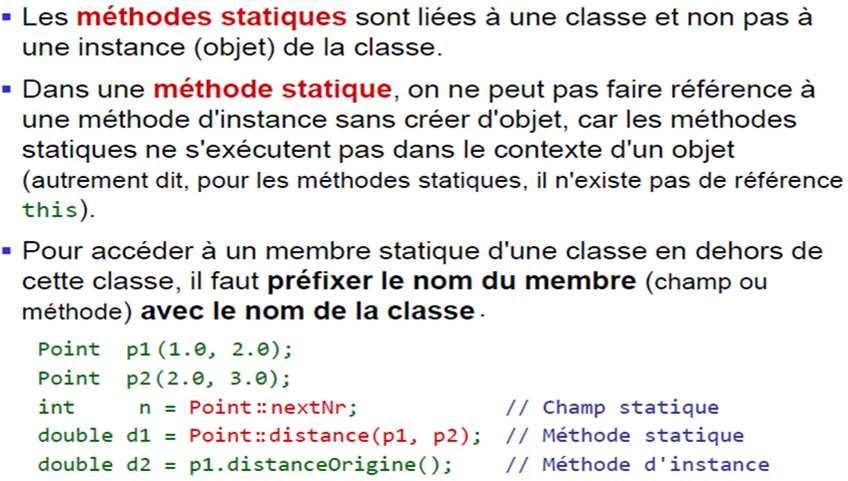 ▪ Les méthodes statiques sont liées à une classe et non pas à
une instance (objet) de la classe.
▪ Dans une méthode statique, on ne peut pas faire référence à
une méthode d'instance sans créer d'objet, car les méthodes
statiques ne s'exécutent pas dans le contexte d'un objet
(autrement dit, pour les méthodes statiques, il n'existe pas de référence
this).
▪ Pour accéder à un membre statique d'une classe en dehors de
cette classe, il faut préfixer le nom du membre (champ ou
méthode) avec le nom de la classe.
Point p1(1.0, 2.0);
Point p2(2.0, 3.0);
int n = Point::nextNr; // Champ statique
double d1 = Point::distance(p1, p2); // Méthode statique
double d2 = p1.distanceOrigine(); // Méthode d'instance